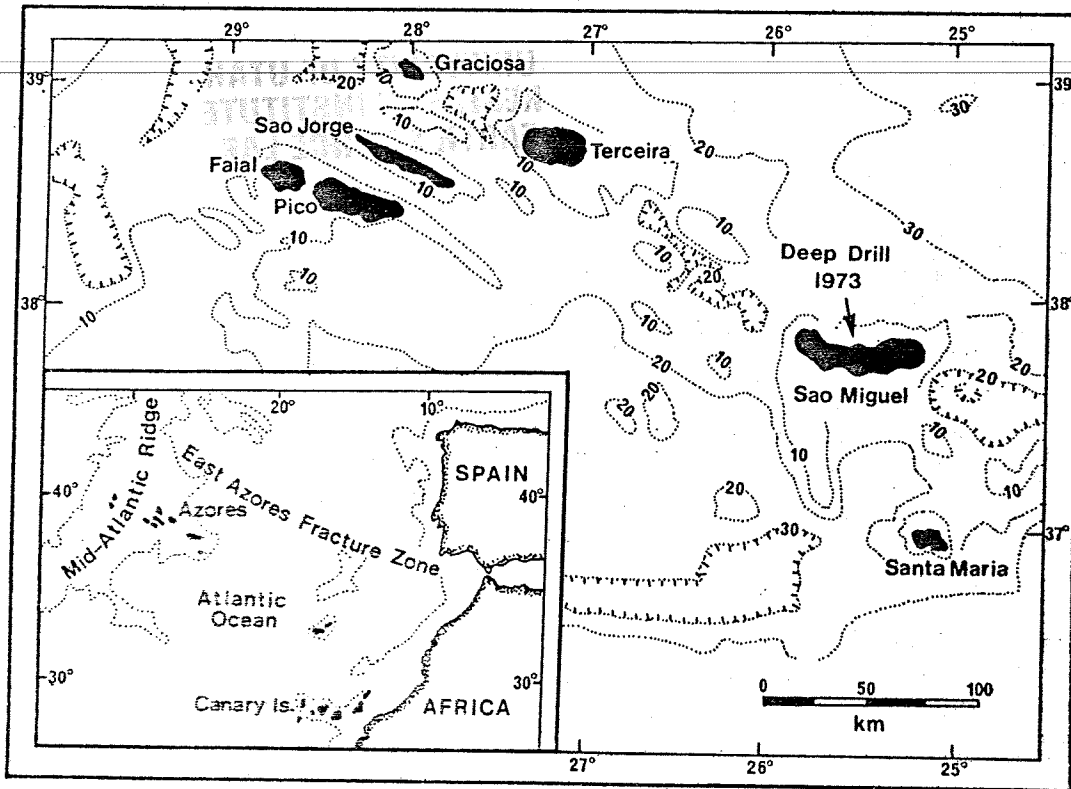 29° 28° 27° 26° 25°
39° 39
Graciosa
20 10
Sao Jorge 10
Terceira
30
Faial 10 10 20
Pico 10
10 10 30
10 20
Deep Drill
1973
38° 38°
10 10
20 10 20
20 20
20
Sao Miguel
10
10
10
20
30 37°
Santa Maria
0 50 100
km
27° 26° 25°
20° 10°
Mid-Atlantic Ridge
East Azores Fracture Zone
SPAIN
40° 40°
Azores
Atlantic
Ocean
30° 30°
Canary Is.
AFRICA
INSTITUTE